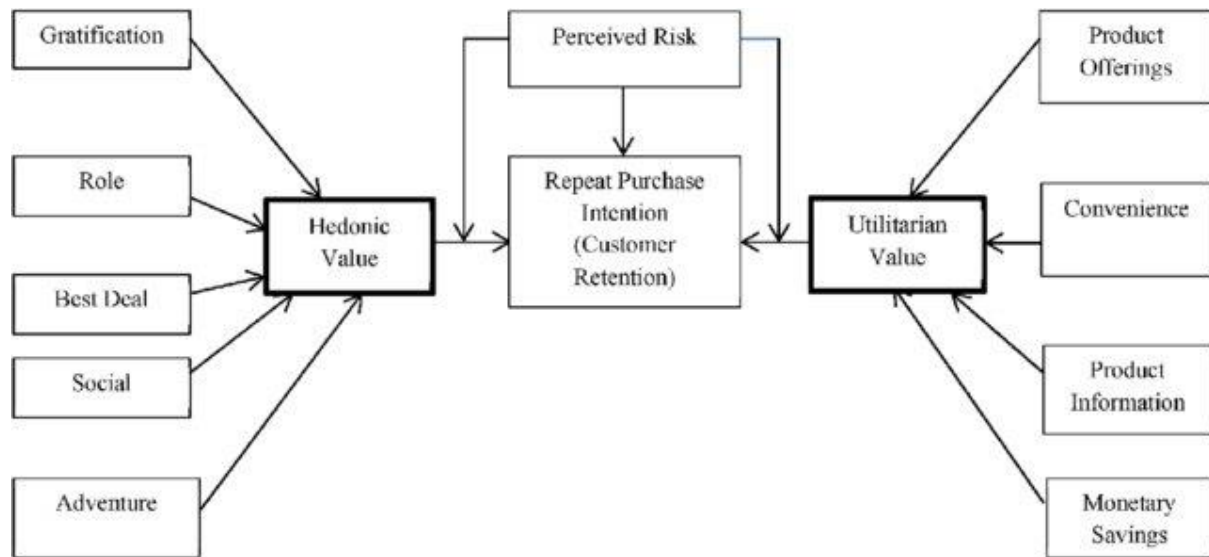 Gratification
Role
Best Deal
Social
Adventure
Hedonic
Value
Perceived Risk
Repeat Purchase
Intention
(Customer
Retention)
Utilitarian
Value
Product
Offerings
Convenience
Product
Information
Monetary
Savings